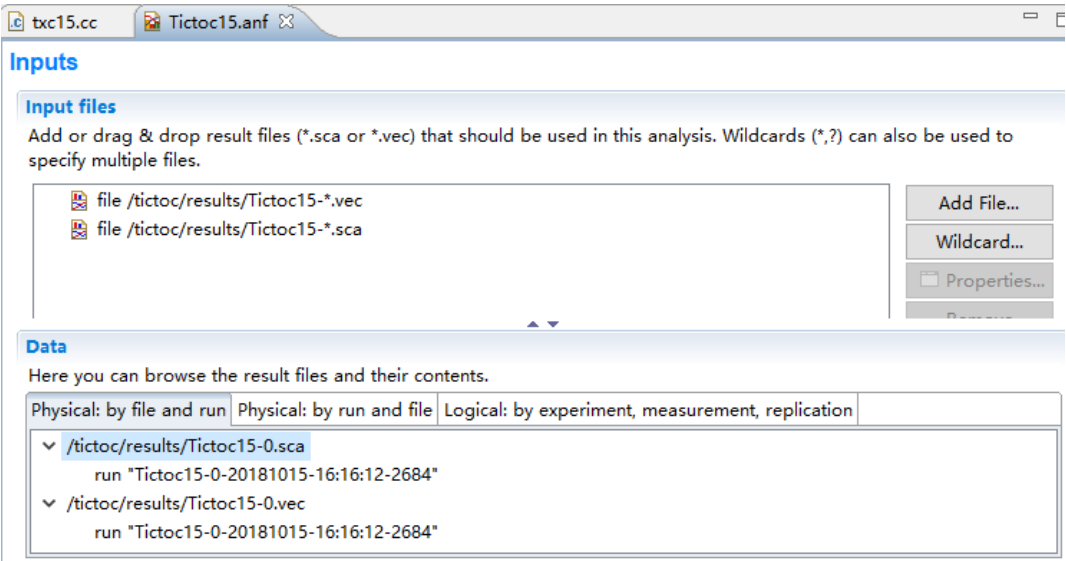 txc15.cc
Tictoc15.anf
Inputs
Input files
Add or drag & drop result files (*.sca or *.vec) that should be used in this analysis. Wildcards (*,?) can also be used to
specify multiple files.
file /tictoc/results/Tictoc15-*.vec
file /tictoc/results/Tictoc15-*.sca
Add File...
Wildcard...
Properties...
Data
Here you can browse the result files and their contents.
Physical: by file and run Physical: by run and file Logical: by experiment, measurement, replication
/tictoc/results/Tictoc15-0.sca
run "Tictoc15-0-20181015-16:16:12-2684"
/tictoc/results/Tictoc15-0.vec
run "Tictoc15-0-20181015-16:16:12-2684"